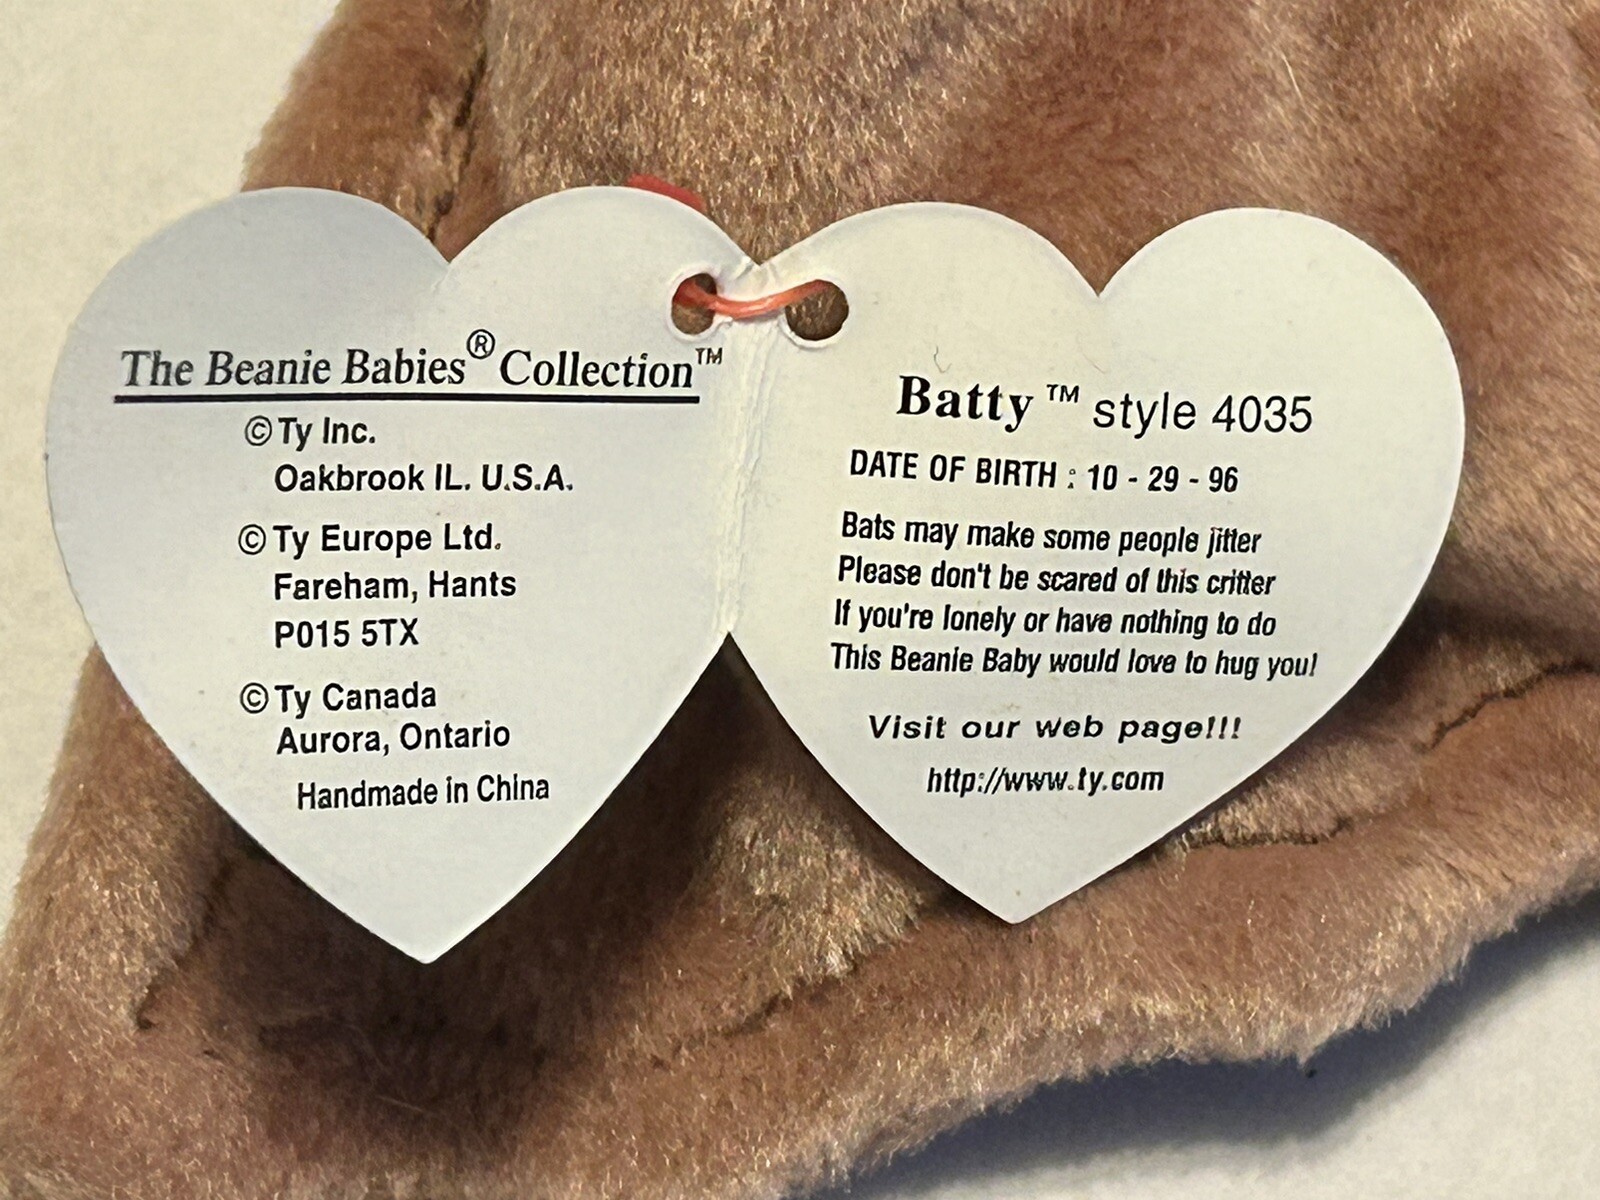 The Beanie Babies® Collection™
© Ty Inc.
Oakbrook IL. U.S.A.
© Ty Europe Ltd.
Fareham, Hants
P015 5TX
© Ty Canada
Aurora, Ontario
Handmade in China
Batty™ style 4035
DATE OF BIRTH : 10 - 29 - 96
Bats may make some people jitter
Please don't be scared of this critter
If you're lonely or have nothing to do
This Beanie Baby would love to hug you!
Visit our web page!!!
http://www.ty.com